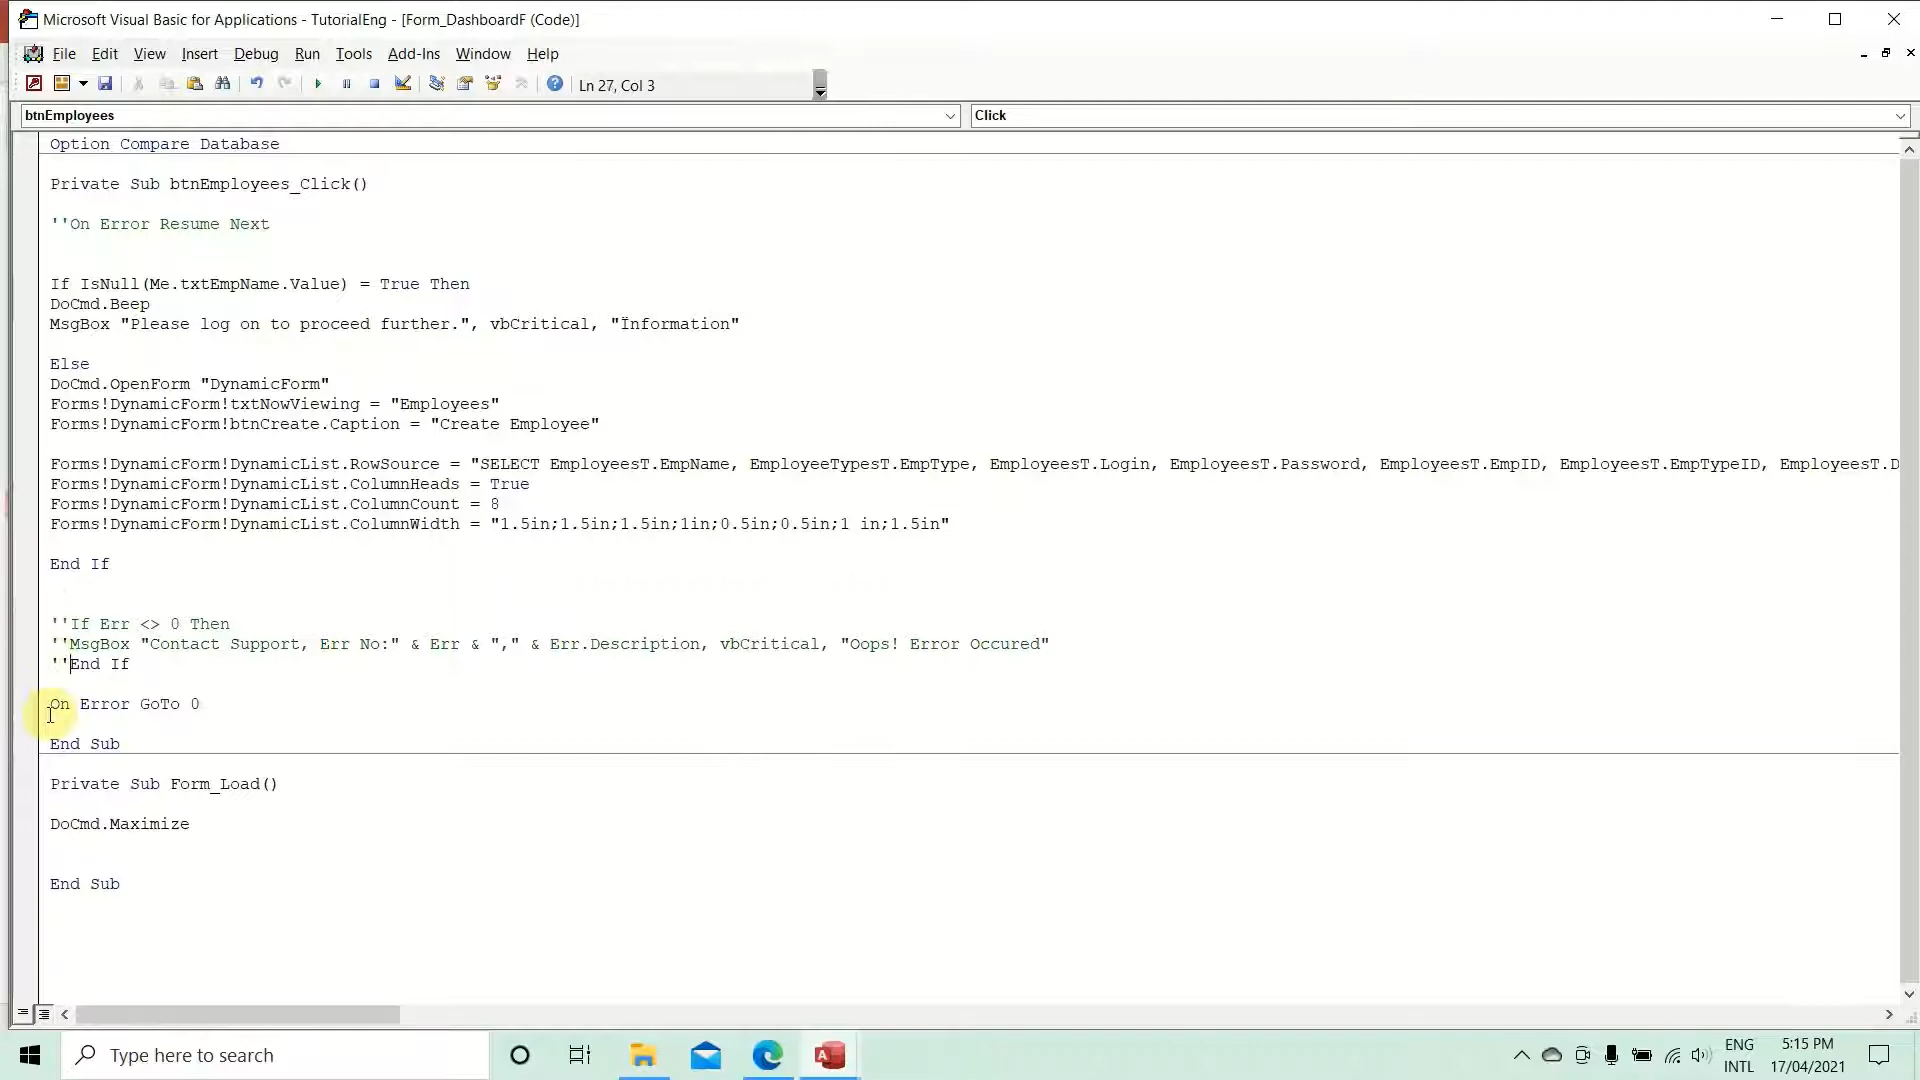 Microsoft Visual Basic for Applications - TutorialEng - [Form_DashboardF (Code)]
File Edit View Insert Debug Run Tools Add-Ins Window Help
Ln 27, Col 3
btnEmployees Click
Option Compare Database
Private Sub btnEmployees_Click()
''On Error Resume Next
If IsNull(Me.txtEmpName.Value) = True Then
DoCmd.Beep
MsgBox "Please log on to proceed further.", vbCritical, "Information"
Else
DoCmd.OpenForm "DynamicForm"
Forms!DynamicForm!txtNowViewing = "Employees"
Forms!DynamicForm!btnCreate.Caption = "Create Employee"
Forms!DynamicForm!DynamicList.RowSource = "SELECT EmployeesT.EmpName, EmployeeTypesT.EmpType, EmployeesT.Login, EmployeesT.Password, EmployeesT.EmpID, EmployeesT.EmpTypeID, EmployeesT.D
Forms!DynamicForm!DynamicList.ColumnHeads = True
Forms!DynamicForm!DynamicList.ColumnCount = 8
Forms!DynamicForm!DynamicList.ColumnWidth = "1.5in;1.5in;1.5in;1in;0.5in;0.5in;1 in;1.5in"
End If
''If Err <> 0 Then
''MsgBox "Contact Support, Err No:" & Err & "," & Err.Description, vbCritical, "Oops! Error Occured"
''End If
On Error GoTo 0
End Sub
Private Sub Form_Load()
DoCmd.Maximize
End Sub
Type here to search
ENG
INTL
5:15 PM
17/04/2021